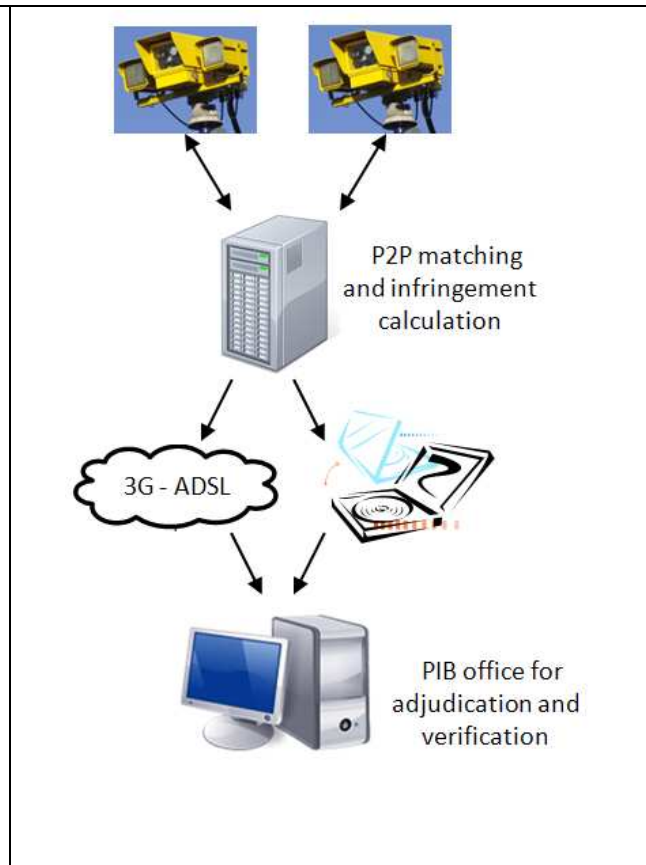 P2P matching
and infringement
calculation
3G - ADSL
PIB office for
adjudication and
verification